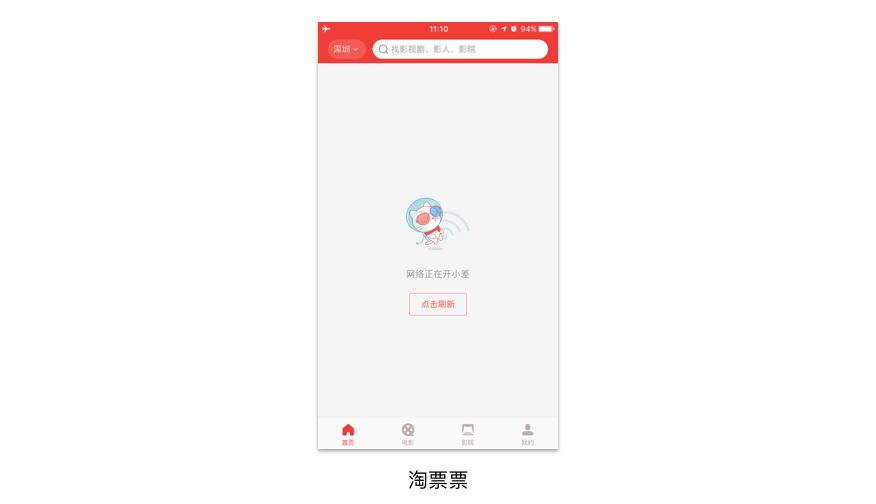 11:10
94%
深圳
找影视剧、影人、影院
网络正在开小差
点击刷新
首页
电影
影院
我的
淘票票